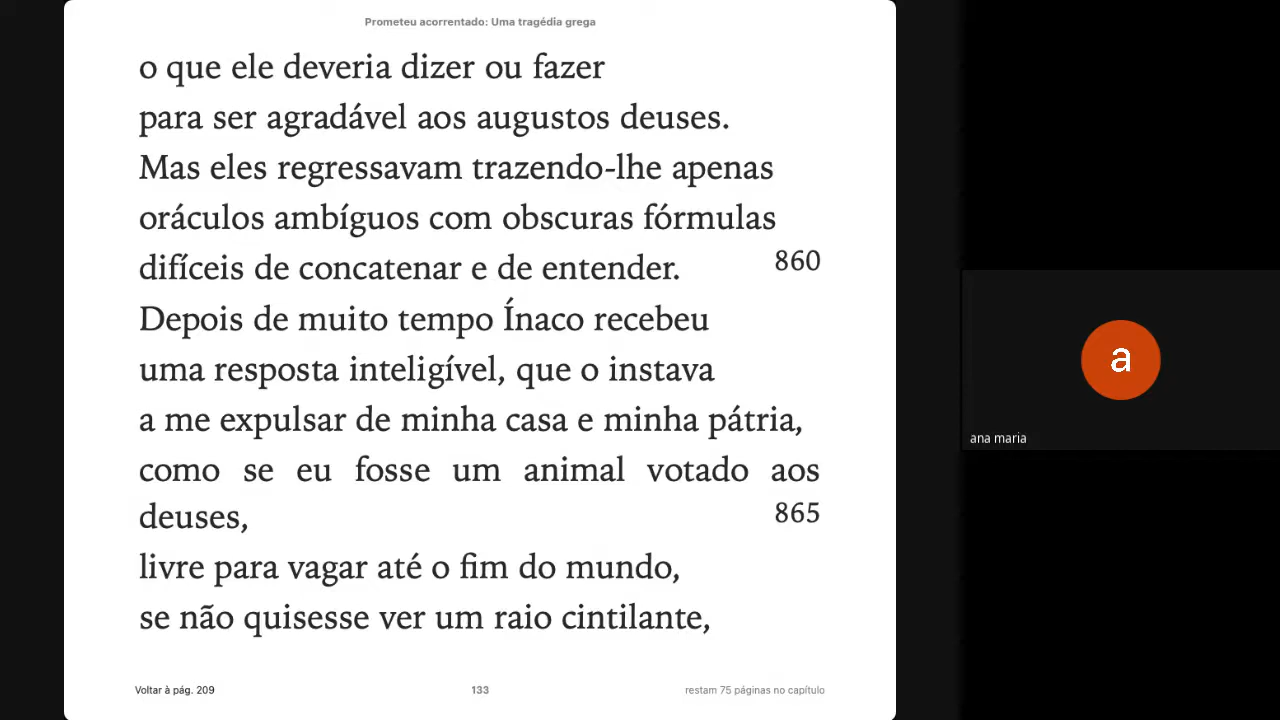 Prometeu acorrentado: Uma tragédia grega
o que ele deveria dizer ou fazer
para ser agradável aos augustos deuses.
Mas eles regressavam trazendo-lhe apenas
oráculos ambíguos com obscuras fórmulas
difíceis de concatenar e de entender. 860
Depois de muito tempo Ínaco recebeu
uma resposta inteligível, que o instava
a me expulsar de minha casa e minha pátria,
como se eu fosse um animal votado aos
deuses, 865
livre para vagar até o fim do mundo,
se não quisesse ver um raio cintilante,
Voltar à pág. 209 133 restam 75 páginas no capítulo
a
ana maria